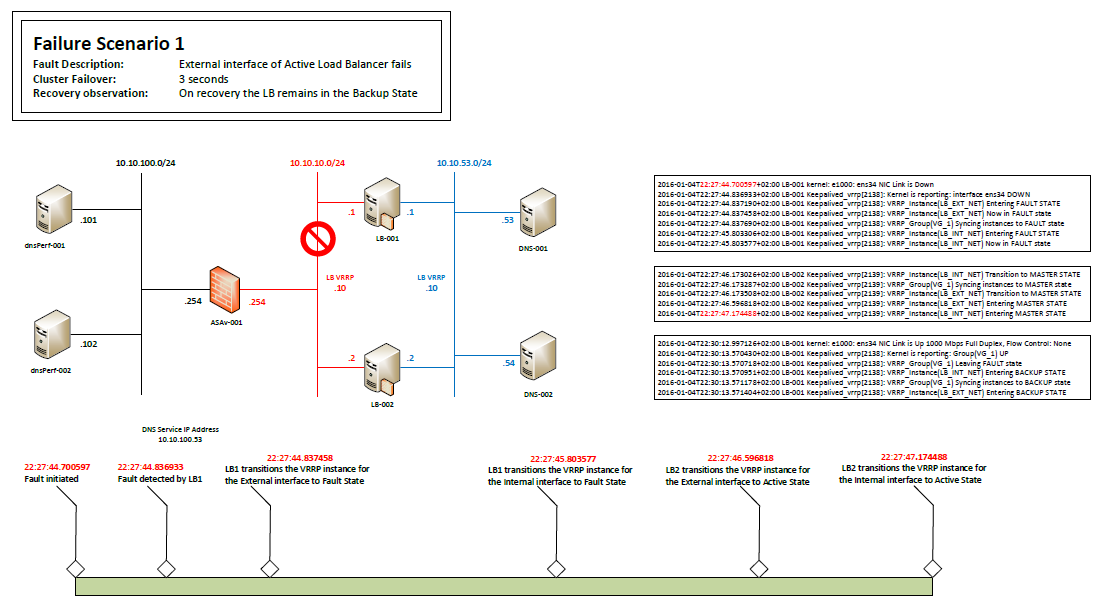 Failure Scenario 1
Fault Description: External interface of Active Load Balancer fails
Cluster Failover: 3 seconds
Recovery observation: On recovery the LB remains in the Backup State
10.10.100.0/24
10.10.10.0/24
10.10.53.0/24
.101
dnsPerf-001
.1
.1
LB-001
.53
DNS-001
LB VRRP
.10
LB VRRP
.10
.254
.254
ASAv-001
.102
dnsPerf-002
.2
.2
LB-002
.54
DNS-002
2016-01-04T22:27:44.700597+02:00 LB-001 kernel: e1000: ens34 NIC Link is Down
2016-01-04T22:27:44.836933+02:00 LB-001 Keepalived_vrrp[2138]: Kernel is reporting: interface ens34 DOWN
2016-01-04T22:27:44.837190+02:00 LB-001 Keepalived_vrrp[2138]: VRRP_Instance(LB_EXT_NET) Entering FAULT STATE
2016-01-04T22:27:44.837458+02:00 LB-001 Keepalived_vrrp[2138]: VRRP_Instance(LB_EXT_NET) Now in FAULT state
2016-01-04T22:27:44.837690+02:00 LB-001 Keepalived_vrrp[2138]: VRRP_Group(VG_1) Syncing instances to FAULT state
2016-01-04T22:27:45.803306+02:00 LB-001 Keepalived_vrrp[2138]: VRRP_Instance(LB_INT_NET) Entering FAULT STATE
2016-01-04T22:27:45.803577+02:00 LB-001 Keepalived_vrrp[2138]: VRRP_Instance(LB_INT_NET) Now in FAULT state
2016-01-04T22:27:46.173026+02:00 LB-002 Keepalived_vrrp[2139]: VRRP_Instance(LB_INT_NET) Transition to MASTER STATE
2016-01-04T22:27:46.173287+02:00 LB-002 Keepalived_vrrp[2139]: VRRP_Group(VG_1) Syncing instances to MASTER state
2016-01-04T22:27:46.173508+02:00 LB-002 Keepalived_vrrp[2139]: VRRP_Instance(LB_EXT_NET) Transition to MASTER STATE
2016-01-04T22:27:46.596818+02:00 LB-002 Keepalived_vrrp[2139]: VRRP_Instance(LB_EXT_NET) Entering MASTER STATE
2016-01-04T22:27:47.174488+02:00 LB-002 Keepalived_vrrp[2139]: VRRP_Instance(LB_INT_NET) Entering MASTER STATE
2016-01-04T22:30:12.997126+02:00 LB-001 kernel: e1000: ens34 NIC Link is Up 1000 Mbps Full Duplex, Flow Control: None
2016-01-04T22:30:13.570430+02:00 LB-001 Keepalived_vrrp[2138]: Kernel is reporting: Group(VG_1) UP
2016-01-04T22:30:13.570718+02:00 LB-001 Keepalived_vrrp[2138]: VRRP_Group(VG_1) Leaving FAULT state
2016-01-04T22:30:13.570951+02:00 LB-001 Keepalived_vrrp[2138]: VRRP_Instance(LB_INT_NET) Entering BACKUP STATE
2016-01-04T22:30:13.571178+02:00 LB-001 Keepalived_vrrp[2138]: VRRP_Group(VG_1) Syncing instances to BACKUP state
2016-01-04T22:30:13.571404+02:00 LB-001 Keepalived_vrrp[2138]: VRRP_Instance(LB_EXT_NET) Entering BACKUP STATE
DNS Service IP Address
10.10.100.53
22:27:44.700597
Fault initiated
22:27:44.836933
Fault detected by LB1
22:27:44.837458
LB1 transitions the VRRP instance for
the External interface to Fault State
22:27:45.803577
LB1 transitions the VRRP instance for
the Internal interface to Fault State
22:27:46.596818
LB2 transitions the VRRP instance for
the External interface to Active State
22:27:47.174488
LB2 transitions the VRRP instance for
the Internal interface to Active State